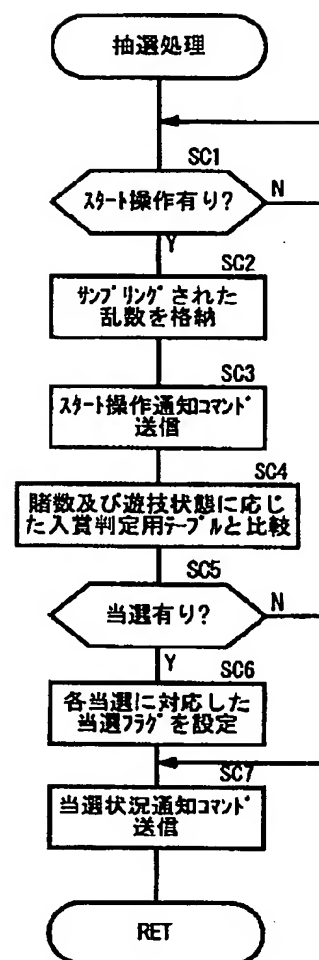 抽選処理
SC1
スタート操作有り?
N
Y
SC2
サンプリングされた
乱数を格納
SC3
スタート操作通知コマンド
送信
SC4
賭数及び遊技状態に応じ
た入賞判定用テーブルと比較
SC5
当選有り?
N
Y
SC6
各当選に対応した
当選フラグを設定
SC7
当選状況通知コマンド
送信
RET